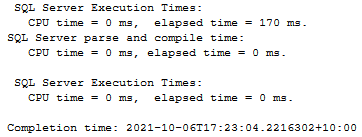 SQL Server Execution Times:
CPU time = 0 ms,  elapsed time = 170 ms.
SQL Server parse and compile time:
CPU time = 0 ms, elapsed time = 0 ms.
SQL Server Execution Times:
CPU time = 0 ms,  elapsed time = 0 ms.
Completion time: 2021-10-06T17:23:04.2216302+10:00